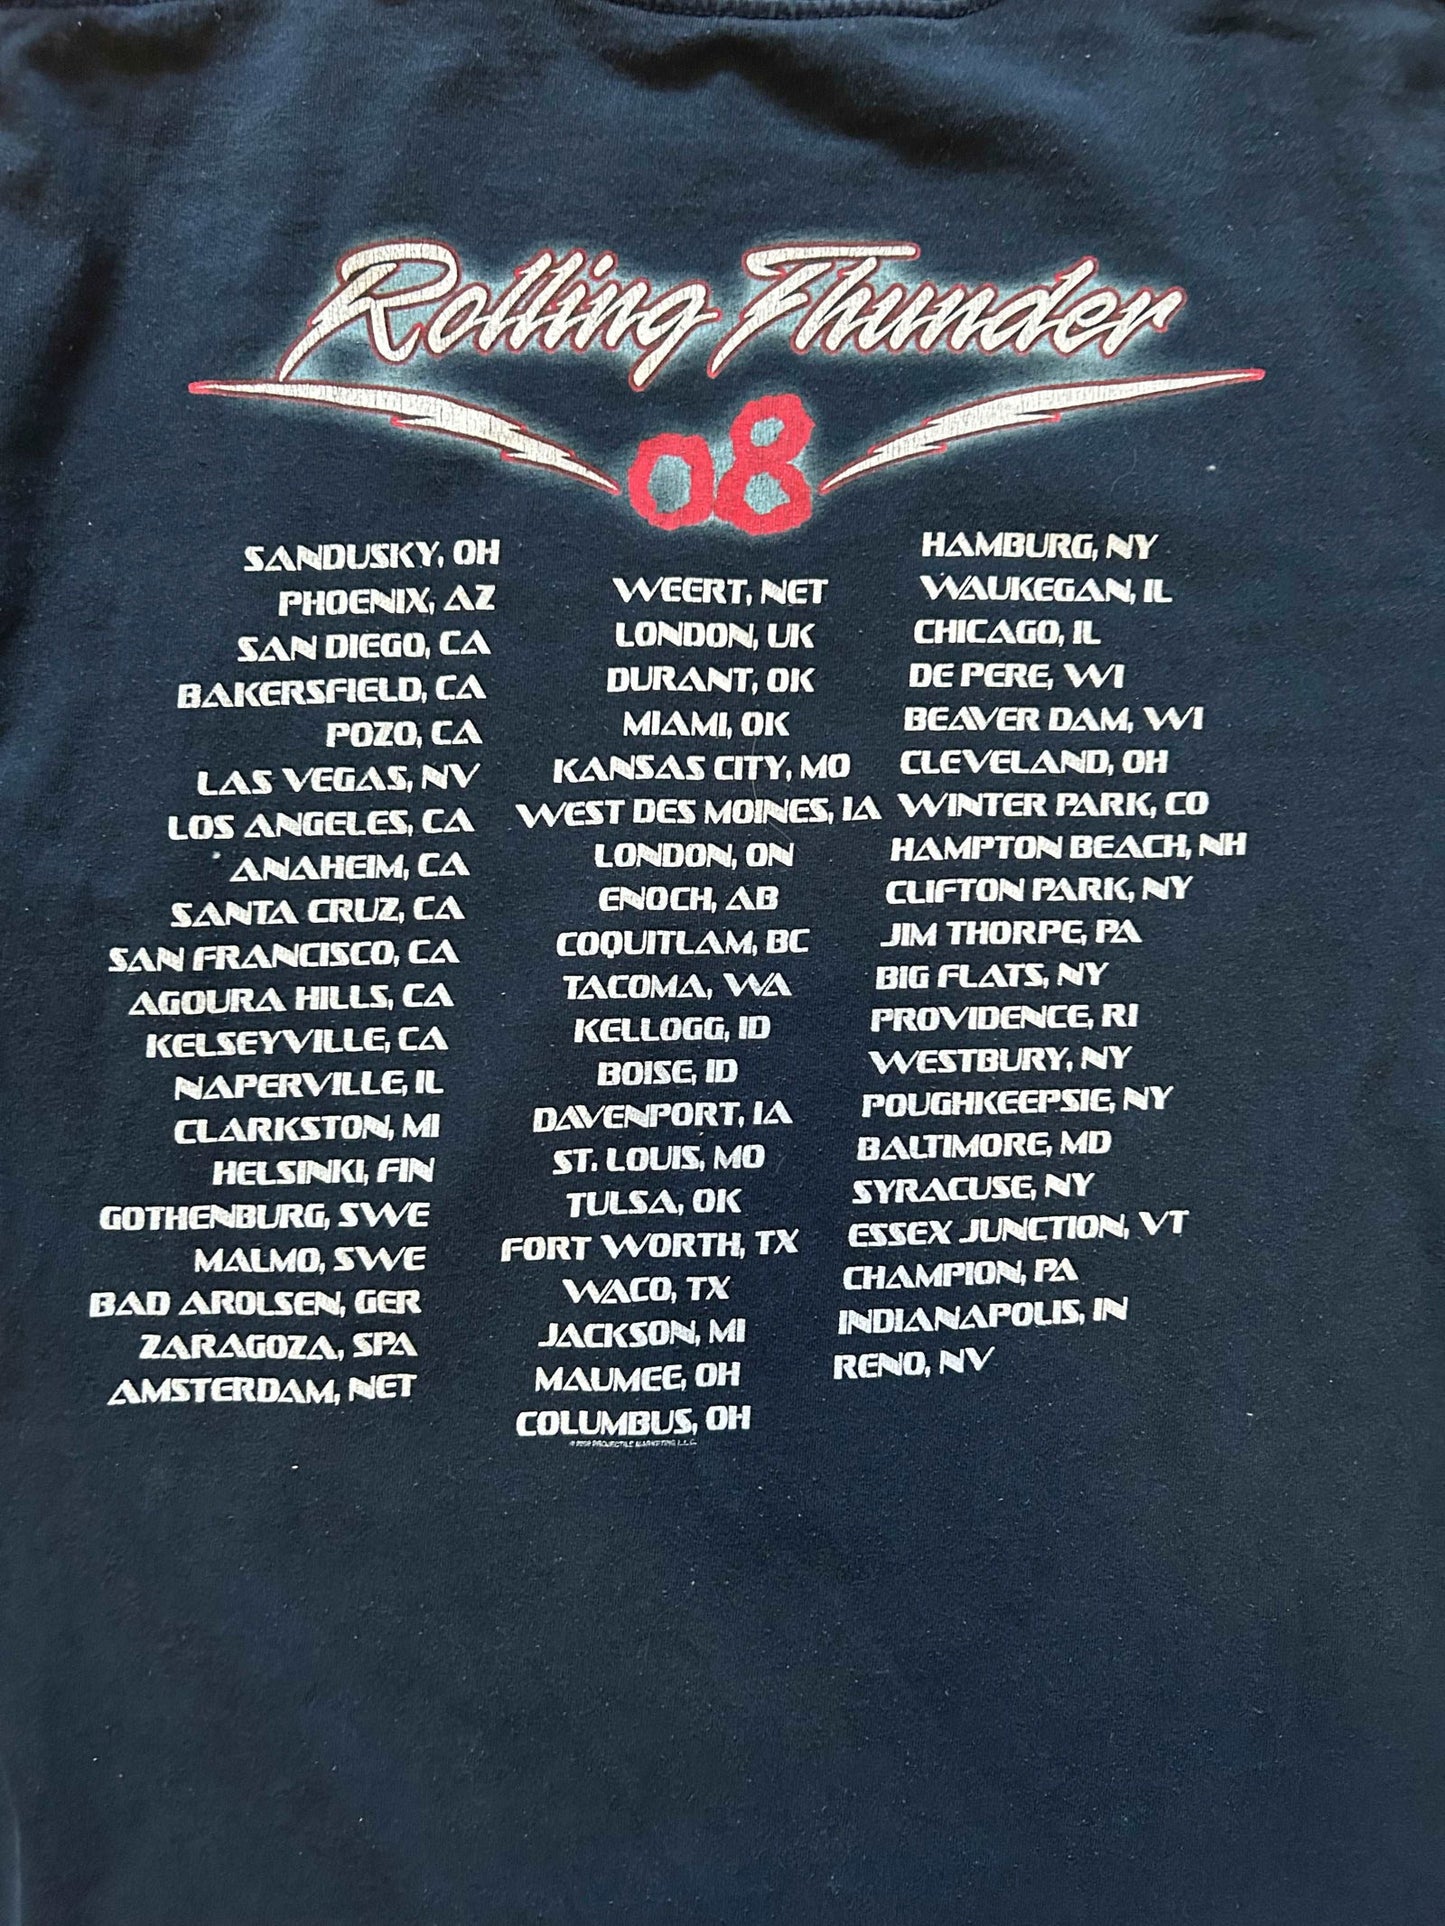 Rolling Thunder
08
SANDUSKY, OH
PHOENIX, AZ
SAN DIEGO, CA
BAKERSFIELD, CA
POZO, CA
LAS VEGAS, NV
LOS ANGELES, CA
ANAHEIM, CA
SANTA CRUZ, CA
SAN FRANCISCO, CA
AGOURA HILLS, CA
KELSEYVILLE, CA
NAPERVILLE, IL
CLARKSTON, MI
HELSINKI, FIN
GOTHENBURG, SWE
MALMO, SWE
BAD AROLSEN, GER
ZARAGOZA, SPA
AMSTERDAM, NET
WEERT, NET
LONDON, UK
DURANT, OK
MIAMI, OK
KANSAS CITY, MO
WEST DES MOINES, IA
LONDON, ON
ENOCH, AB
COQUITLAM, BC
TACOMA, WA
KELLOGG, ID
BOISE, ID
DAVENPORT, IA
ST. LOUIS, MO
TULSA, OK
FORT WORTH, TX
WACO, TX
JACKSON, MI
MAUMEE, OH
COLUMBUS, OH
© 2008 PROJECTILE MARKETING L.L.C.
HAMBURG, NY
WAUKEGAN, IL
CHICAGO, IL
DE PERE, WI
BEAVER DAM, WI
CLEVELAND, OH
WINTER PARK, CO
HAMPTON BEACH, NH
CLIFTON PARK, NY
JIM THORPE, PA
BIG FLATS, NY
PROVIDENCE, RI
WESTBURY, NY
POUGHKEEPSIE, NY
BALTIMORE, MD
SYRACUSE, NY
ESSEX JUNCTION, VT
CHAMPION, PA
INDIANAPOLIS, IN
RENO, NV